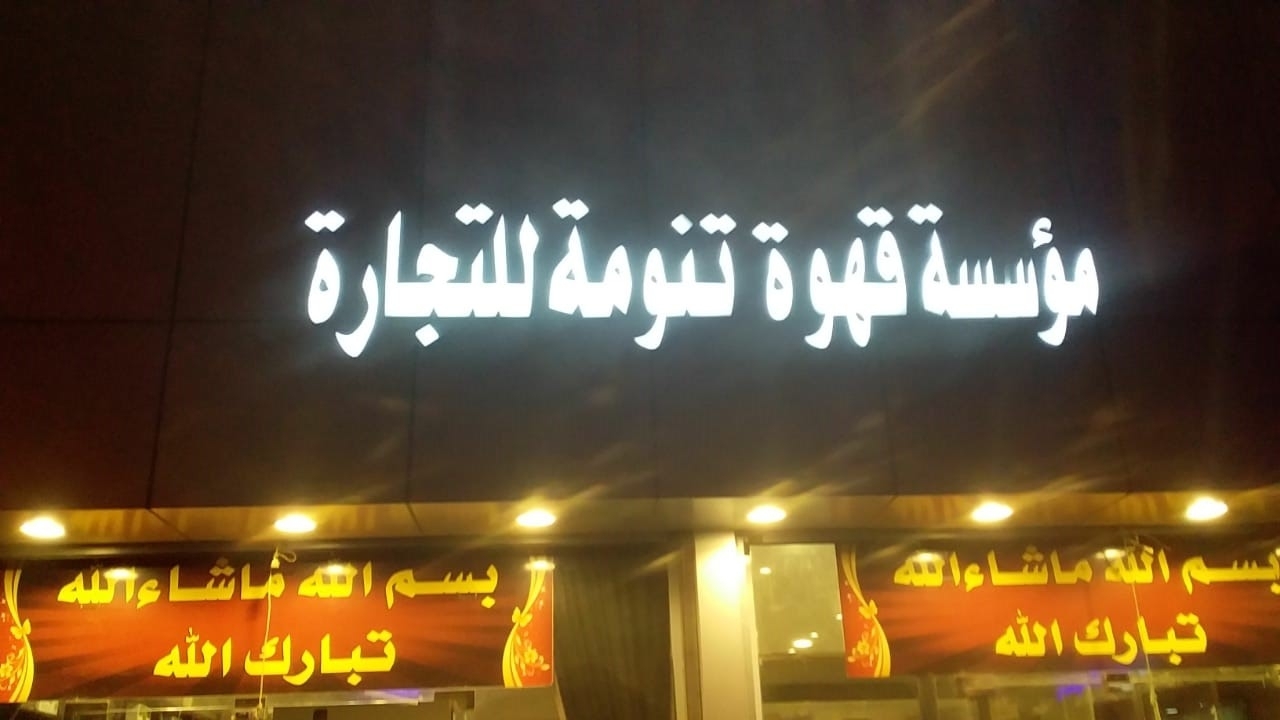 مؤسسة قهوة تنومة للتجارة
بسم الله ماشاءالله
تبارك الله
بسم الله ماشاءالله
تبارك الله